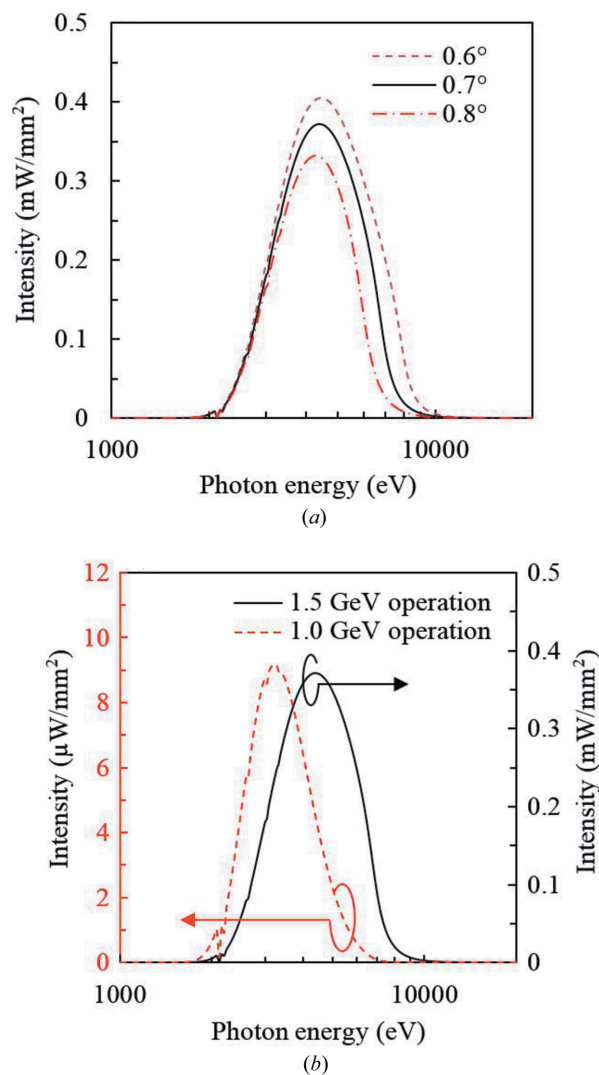 0.5
0.6°
0.7°
0.8°
0.4
0.3
0.2
0.1
0
Intensity (mW/mm²)
1000
10000
Photon energy (eV)
(a)
12
10
8
6
4
2
0
Intensity (μW/mm²)
1.5 GeV operation
1.0 GeV operation
0.5
0.4
0.3
0.2
0.1
0
Intensity (mW/mm²)
1000
10000
Photon energy (eV)
(b)